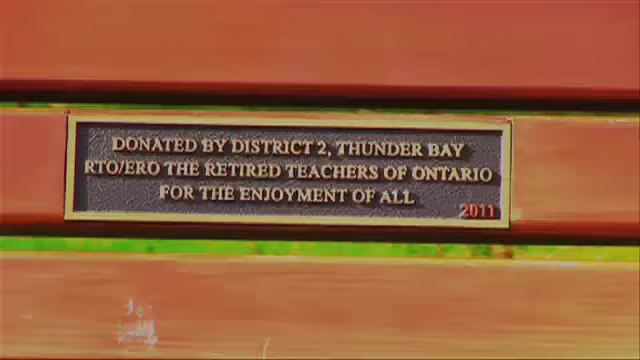 DONATED BY DISTRICT 2, THUNDER BAY
RTO/ERO THE RETIRED TEACHERS OF ONTARIO
FOR THE ENJOYMENT OF ALL
2011